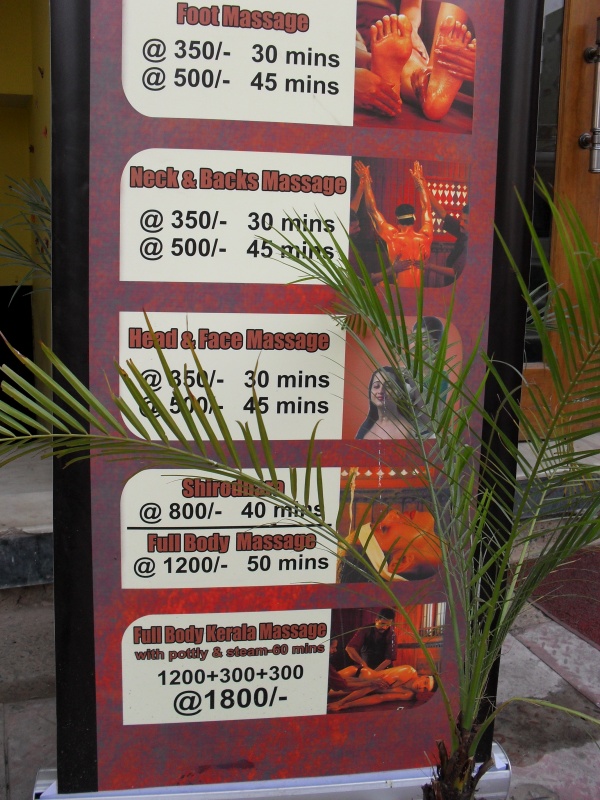 Foot Massage
@ 350/- 30 mins
@ 500/- 45 mins
Neck & Backs Massage
@ 350/- 30 mins
@ 500/- 45 mins
Head & Face Massage
@ 350/- 30 mins
@ 500/- 45 mins
Shirodhara
@ 800/- 40 mins
Full Body Massage
@ 1200/- 50 mins
Full Body Kerala Massage
with pottly & steam-60 mins
1200+300+300
@1800/-